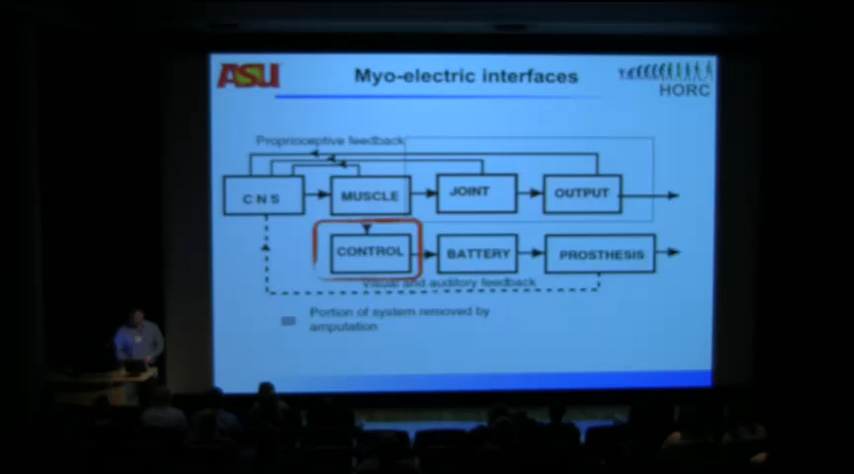 ASU
Myo-electric interfaces
HORC
Proprioceptive feedback
CNS
MUSCLE
JOINT
OUTPUT
CONTROL
BATTERY
PROSTHESIS
Visual and auditory feedback
Portion of system removed by
amputation